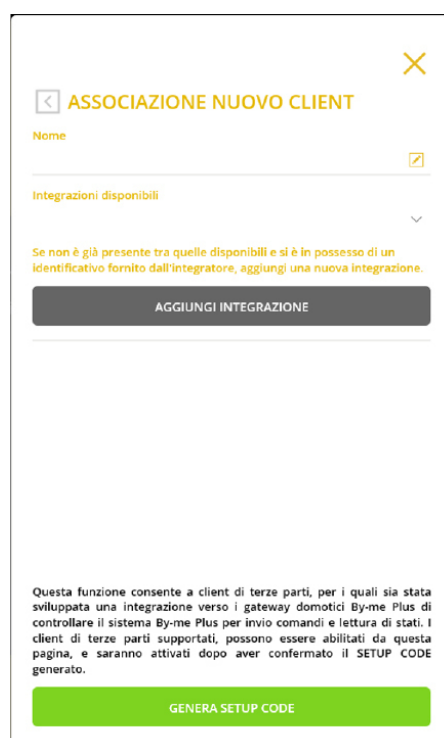 ASSOCIAZIONE NUOVO CLIENT
Nome
Integrazioni disponibili
Se non è già presente tra quelle disponibili e si è in possesso di un
identificativo fornito dall'integratore, aggiungi una nuova integrazione.
AGGIUNGI INTEGRAZIONE
Questa funzione consente a client di terze parti, per i quali sia stata
sviluppata una integrazione verso i gateway domotici By-me Plus di
controllare il sistema By-me Plus per invio comandi e lettura di stati. I
client di terze parti supportati, possono essere abilitati da questa
pagina, e saranno attivati dopo aver confermato il SETUP CODE
generato.
GENERA SETUP CODE